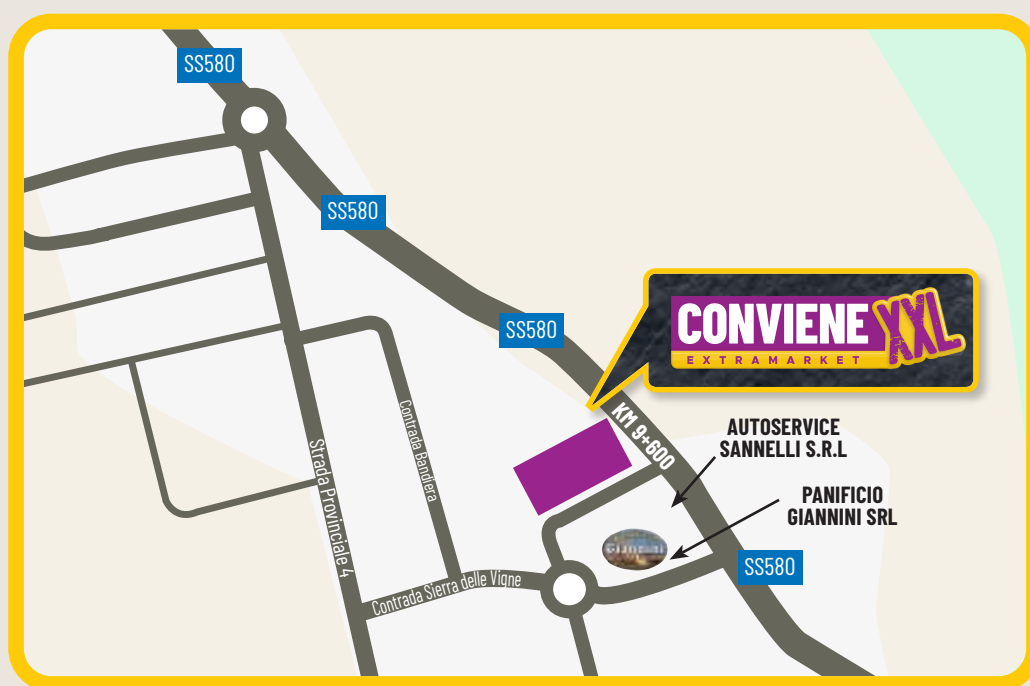 SS580
SS580
SS580
CONVIENE XXL
EXTRAMARKET
KM 9+600
AUTOSERVICE
SANNELLI S.R.L
PANIFICIO
GIANNINI SRL
Giannini
SS580
Contrada Bandiera
Strada Provinciale 4
Contrada Sierra delle Vigne